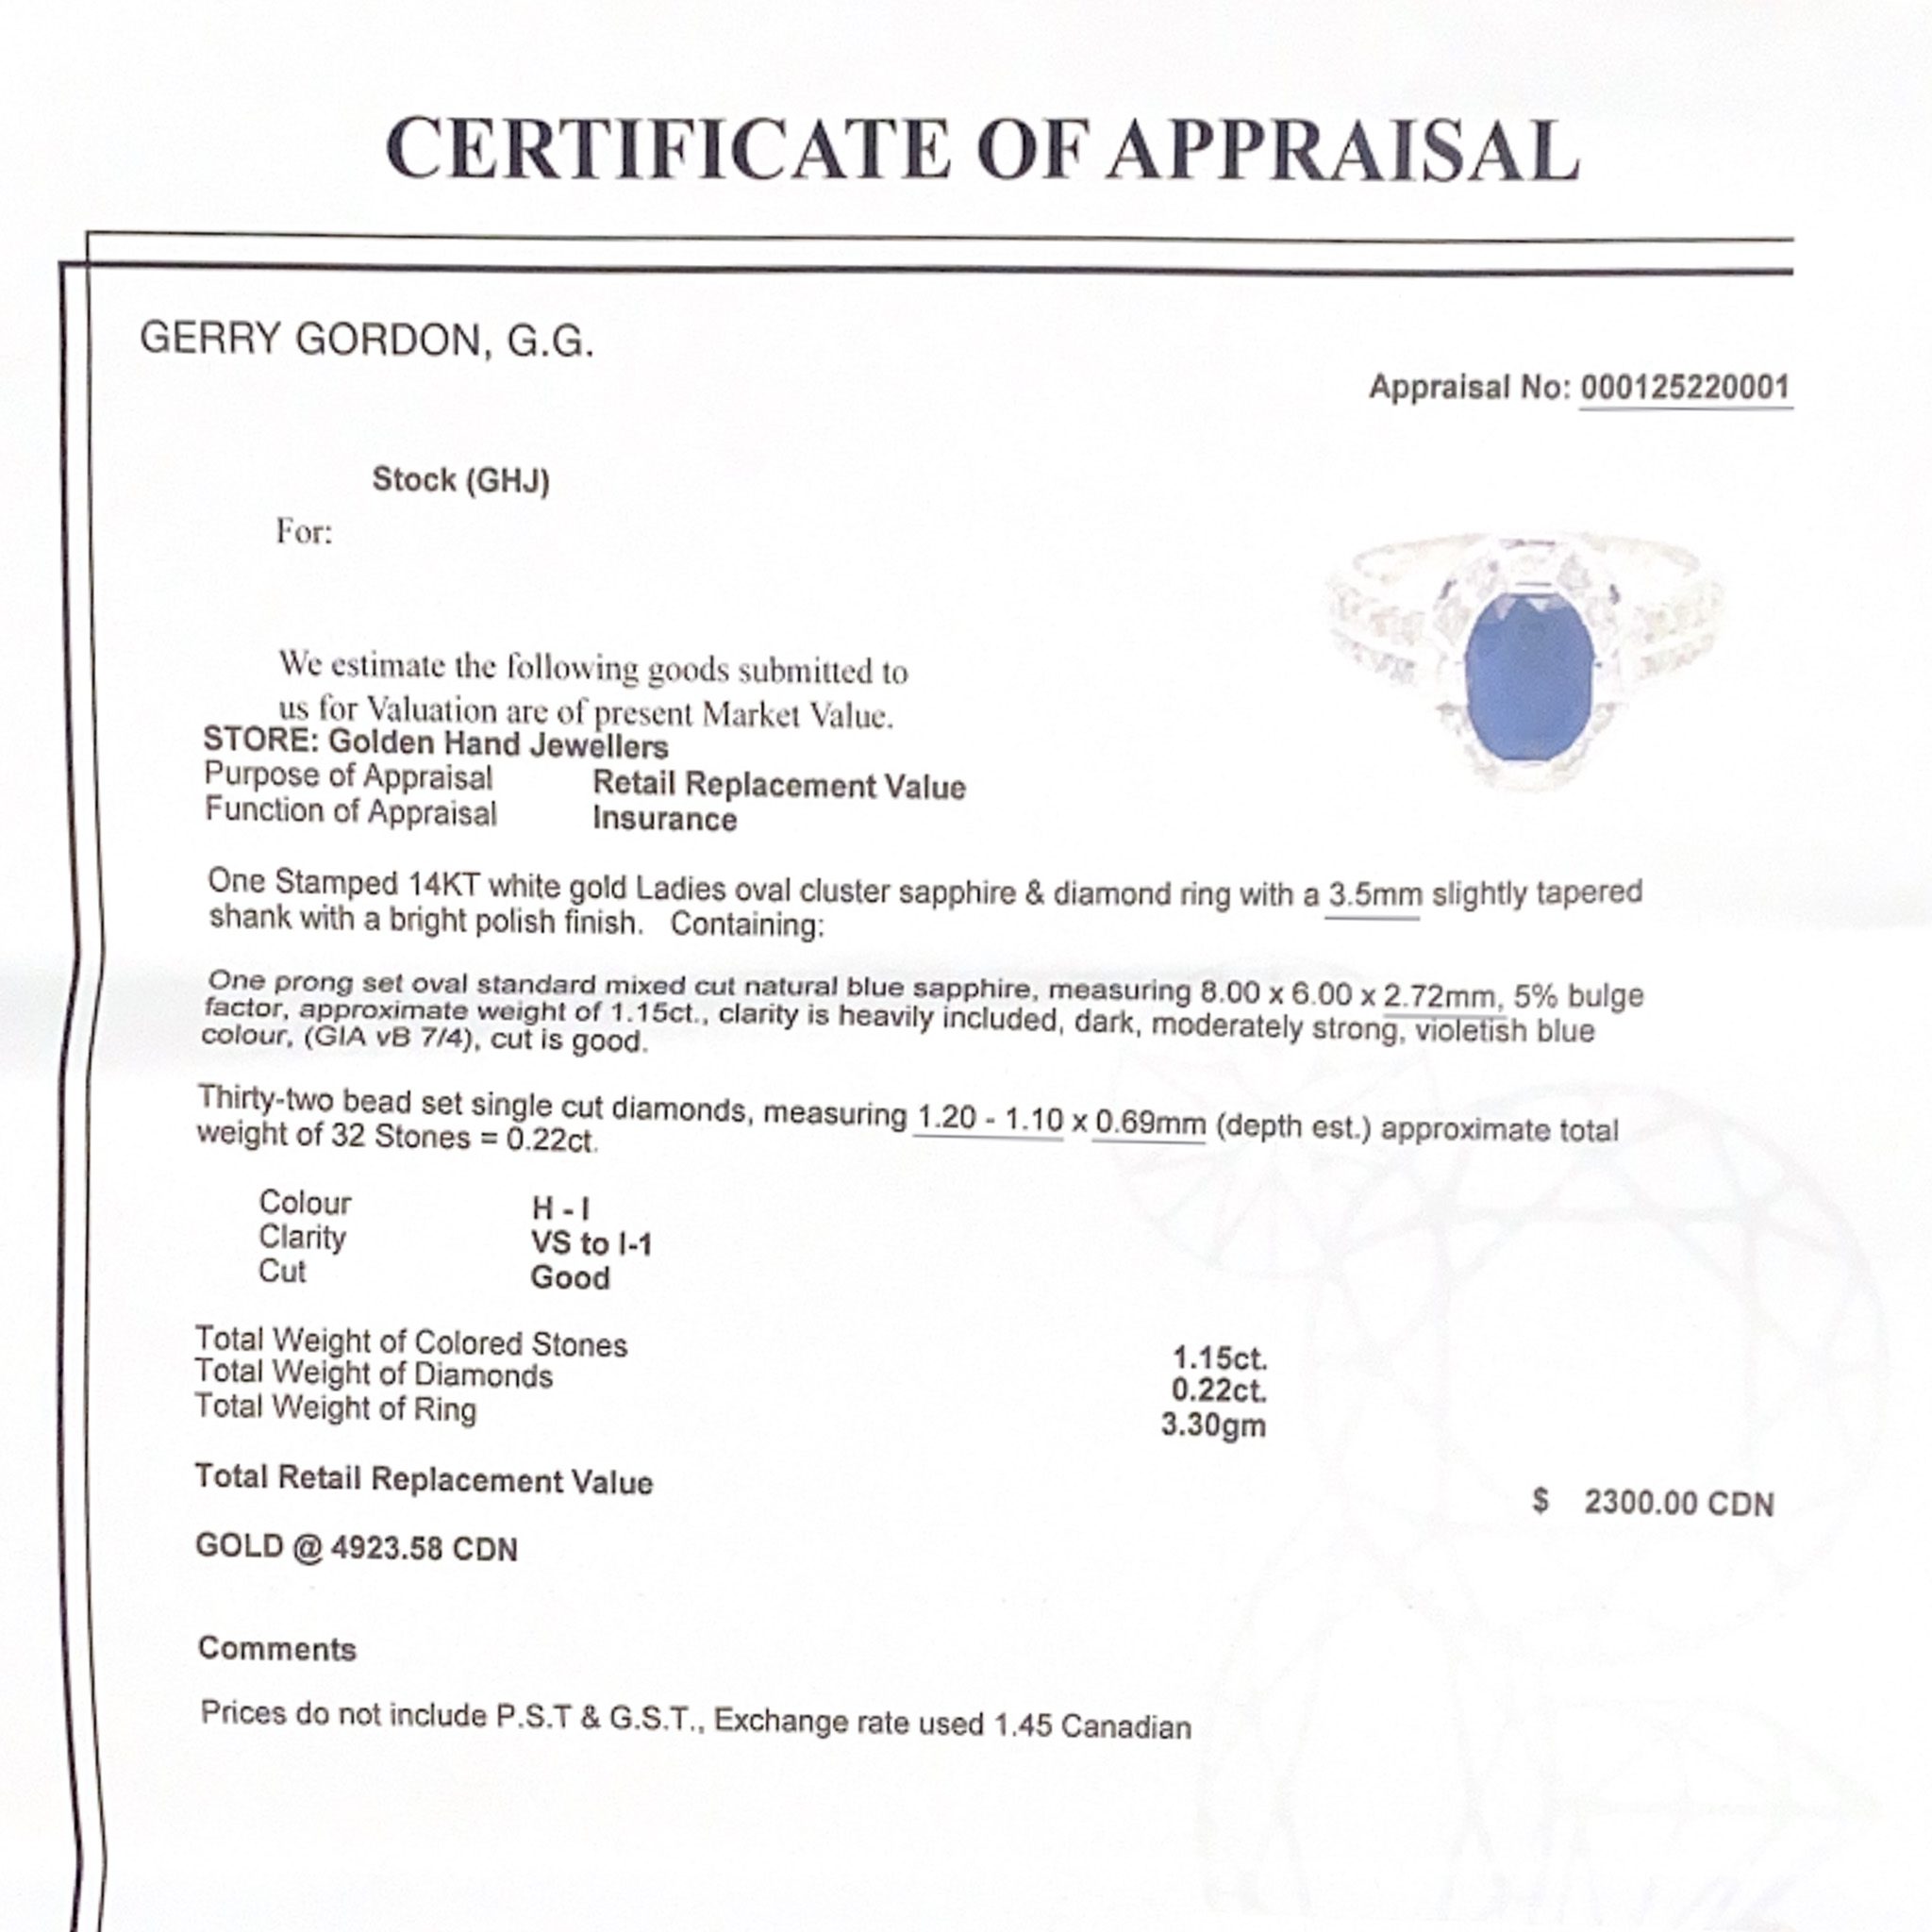 CERTIFICATE OF APPRAISAL
GERRY GORDON, G.G.
Appraisal No: 000125220001
Stock (GHJ)
For:
We estimate the following goods submitted to
us for Valuation are of present Market Value.
STORE: Golden Hand Jewellers
Purpose of Appraisal Retail Replacement Value
Function of Appraisal Insurance
One Stamped 14KT white gold Ladies oval cluster sapphire & diamond ring with a 3.5mm slightly tapered
shank with a bright polish finish. Containing:
One prong set oval standard mixed cut natural blue sapphire, measuring 8.00 x 6.00 x 2.72mm, 5% bulge
factor, approximate weight of 1.15ct., clarity is heavily included, dark, moderately strong, violetish blue
colour, (GIA vB 7/4), cut is good.
Thirty-two bead set single cut diamonds, measuring 1.20 - 1.10 x 0.69mm (depth est.) approximate total
weight of 32 Stones = 0.22ct.
Colour H - I
Clarity VS to I-1
Cut Good
Total Weight of Colored Stones 1.15ct.
Total Weight of Diamonds 0.22ct.
Total Weight of Ring 3.30gm
Total Retail Replacement Value $ 2300.00 CDN
GOLD @ 4923.58 CDN
Comments
Prices do not include P.S.T & G.S.T., Exchange rate used 1.45 Canadian